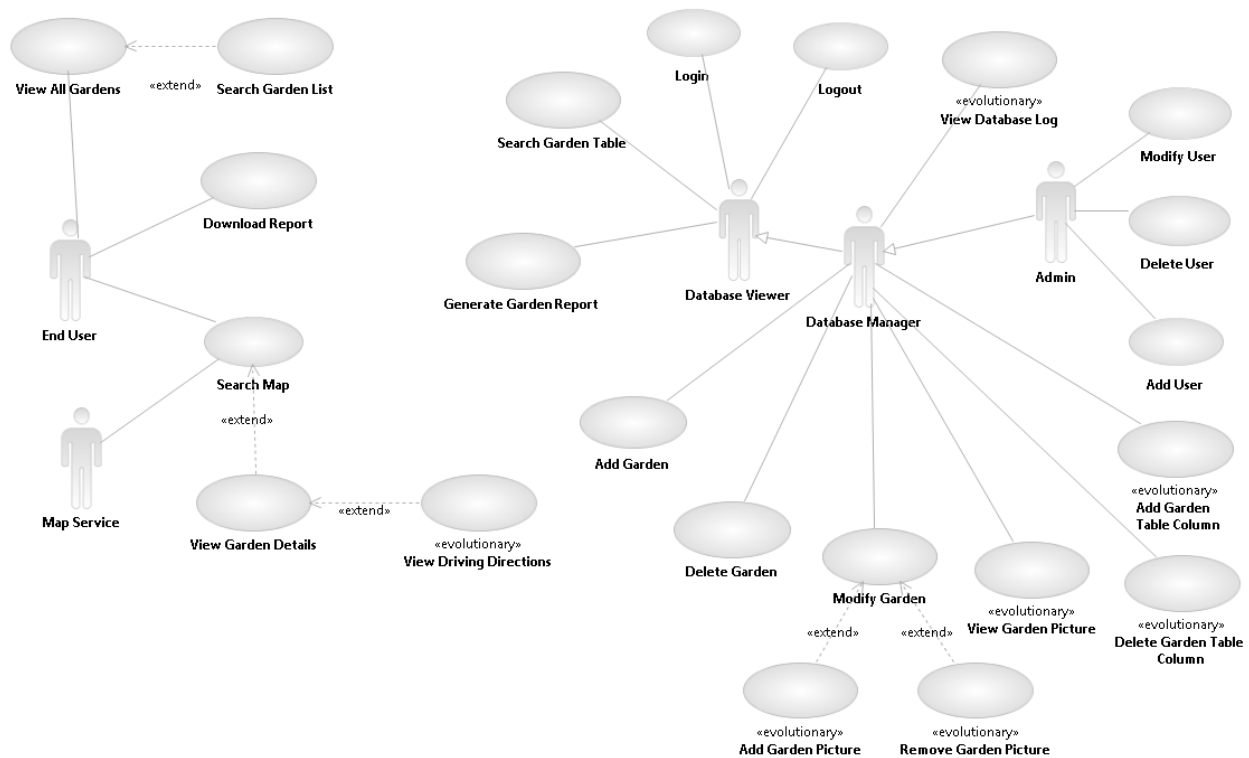 View All Gardens
«extend»
Search Garden List
Login
Logout
«evolutionary»
View Database Log
Search Garden Table
Modify User
Download Report
Delete User
Generate Garden Report
Database Viewer
Database Manager
Admin
End User
Search Map
Add User
«extend»
Add Garden
Map Service
«extend»
View Garden Details
«evolutionary»
View Driving Directions
«evolutionary»
Add Garden
Table Column
Delete Garden
Modify Garden
«evolutionary»
View Garden Picture
«evolutionary»
Delete Garden Table
Column
«extend»
«extend»
«evolutionary»
Add Garden Picture
«evolutionary»
Remove Garden Picture